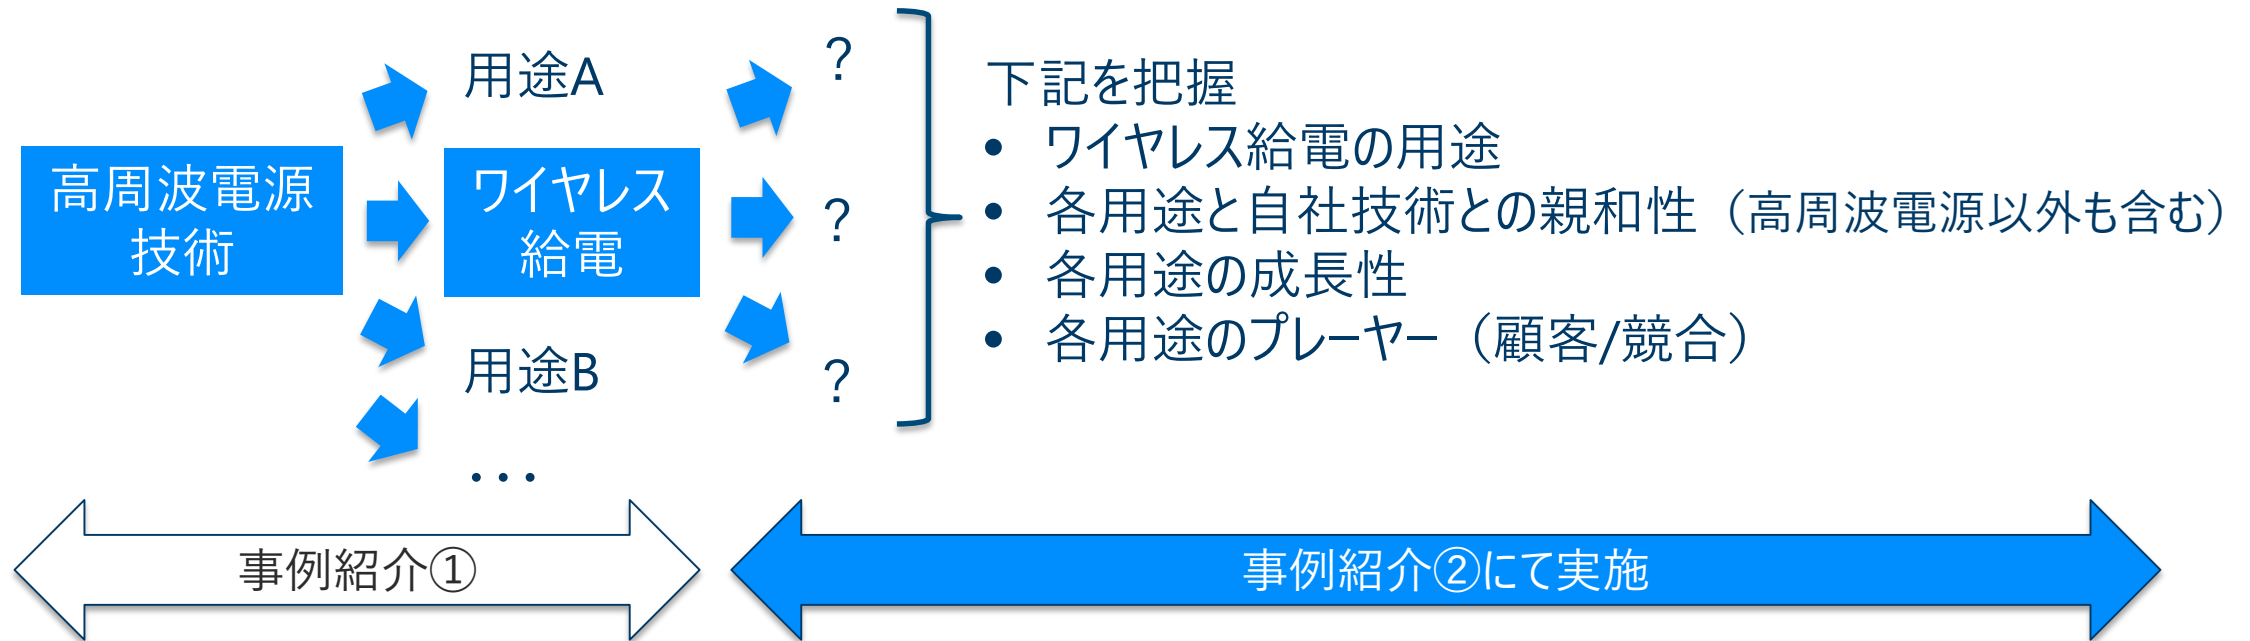 用途A
高周波電源
技術
ワイヤレス
給電
用途B
・・・
?
?
?
下記を把握
• ワイヤレス給電の用途
• 各用途と自社技術との親和性（高周波電源以外も含む）
• 各用途の成長性
• 各用途のプレーヤー（顧客/競合）
事例紹介①
事例紹介②にて実施